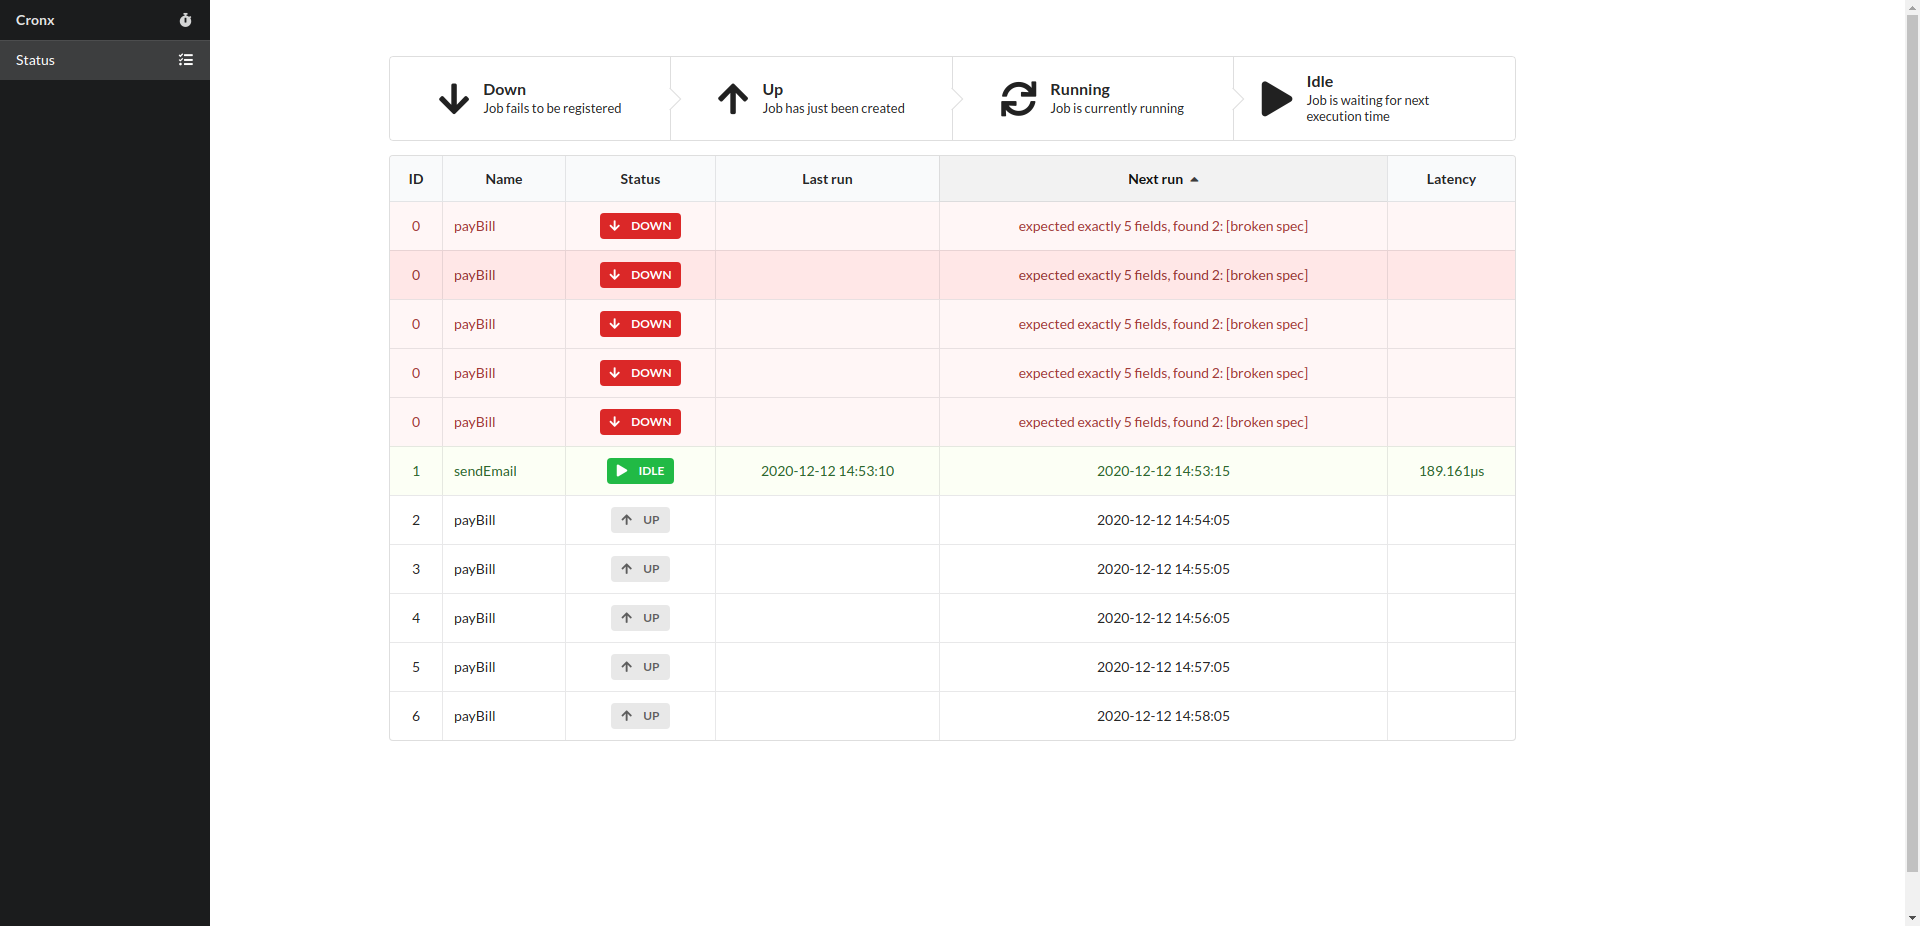 Cronx
Status
Down
Job fails to be registered
Up
Job has just been created
Running
Job is currently running
Idle
Job is waiting for next
execution time
ID Name Status Last run Next run Latency
0 payBill DOWN expected exactly 5 fields, found 2: [broken spec]
0 payBill DOWN expected exactly 5 fields, found 2: [broken spec]
0 payBill DOWN expected exactly 5 fields, found 2: [broken spec]
0 payBill DOWN expected exactly 5 fields, found 2: [broken spec]
0 payBill DOWN expected exactly 5 fields, found 2: [broken spec]
1 sendEmail IDLE 2020-12-12 14:53:10 2020-12-12 14:53:15 189.161µs
2 payBill UP 2020-12-12 14:54:05
3 payBill UP 2020-12-12 14:55:05
4 payBill UP 2020-12-12 14:56:05
5 payBill UP 2020-12-12 14:57:05
6 payBill UP 2020-12-12 14:58:05